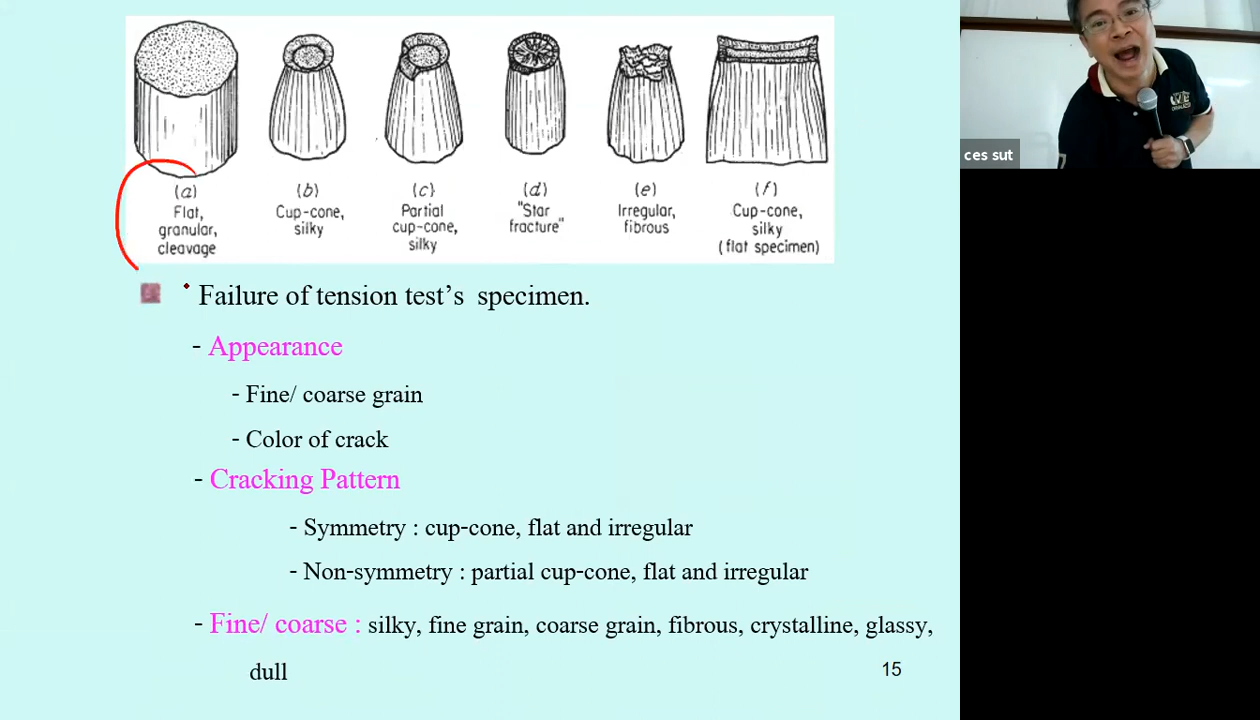 (a)
Flat,
granular,
cleavage
(b)
Cup-cone,
silky
(c)
Partial
cup-cone,
silky
(d)
"Star
fracture"
(e)
Irregular,
fibrous
(f)
Cup-cone,
silky
(flat specimen)
Failure of tension test's specimen.
- Appearance
- Fine/ coarse grain
- Color of crack
- Cracking Pattern
- Symmetry : cup-cone, flat and irregular
- Non-symmetry : partial cup-cone, flat and irregular
- Fine/ coarse : silky, fine grain, coarse grain, fibrous, crystalline, glassy,
dull
15
ces sut